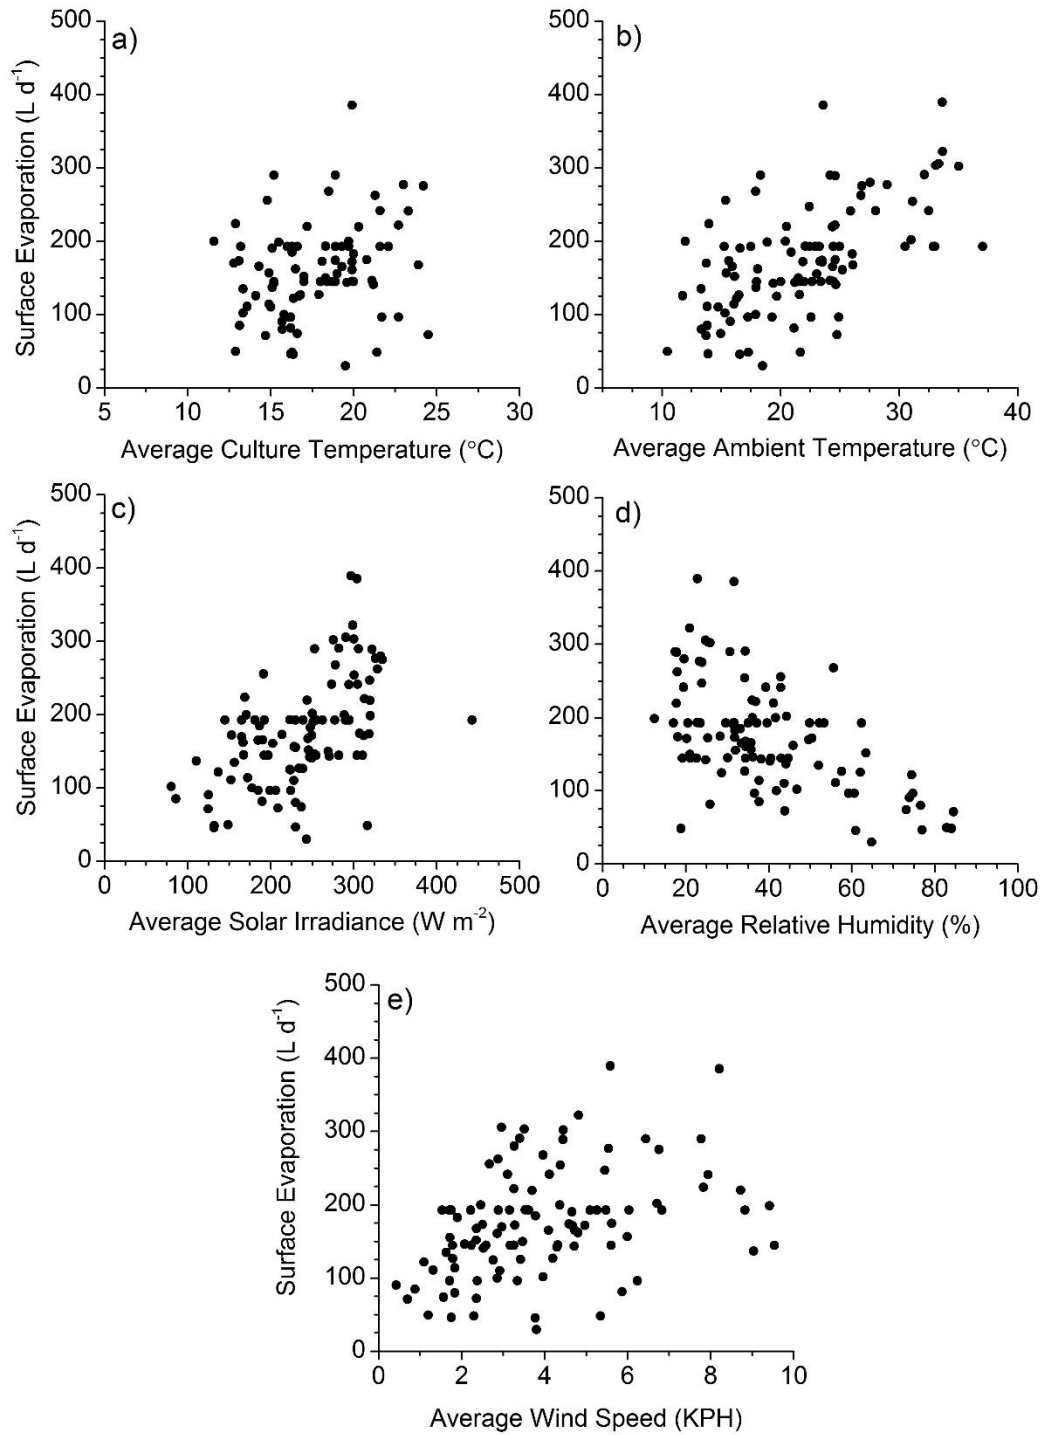 a)
500
400
300
200
100
0
Surface Evaporation (L d⁻¹)
5 10 15 20 25 30
Average Culture Temperature (°C)
b)
500
400
300
200
100
0
10 20 30 40
Average Ambient Temperature (°C)
c)
500
400
300
200
100
0
Surface Evaporation (L d⁻¹)
0 100 200 300 400 500
Average Solar Irradiance (W m⁻²)
d)
500
400
300
200
100
0
0 20 40 60 80 100
Average Relative Humidity (%)
e)
500
400
300
200
100
0
Surface Evaporation (L d⁻¹)
0 2 4 6 8 10
Average Wind Speed (KPH)